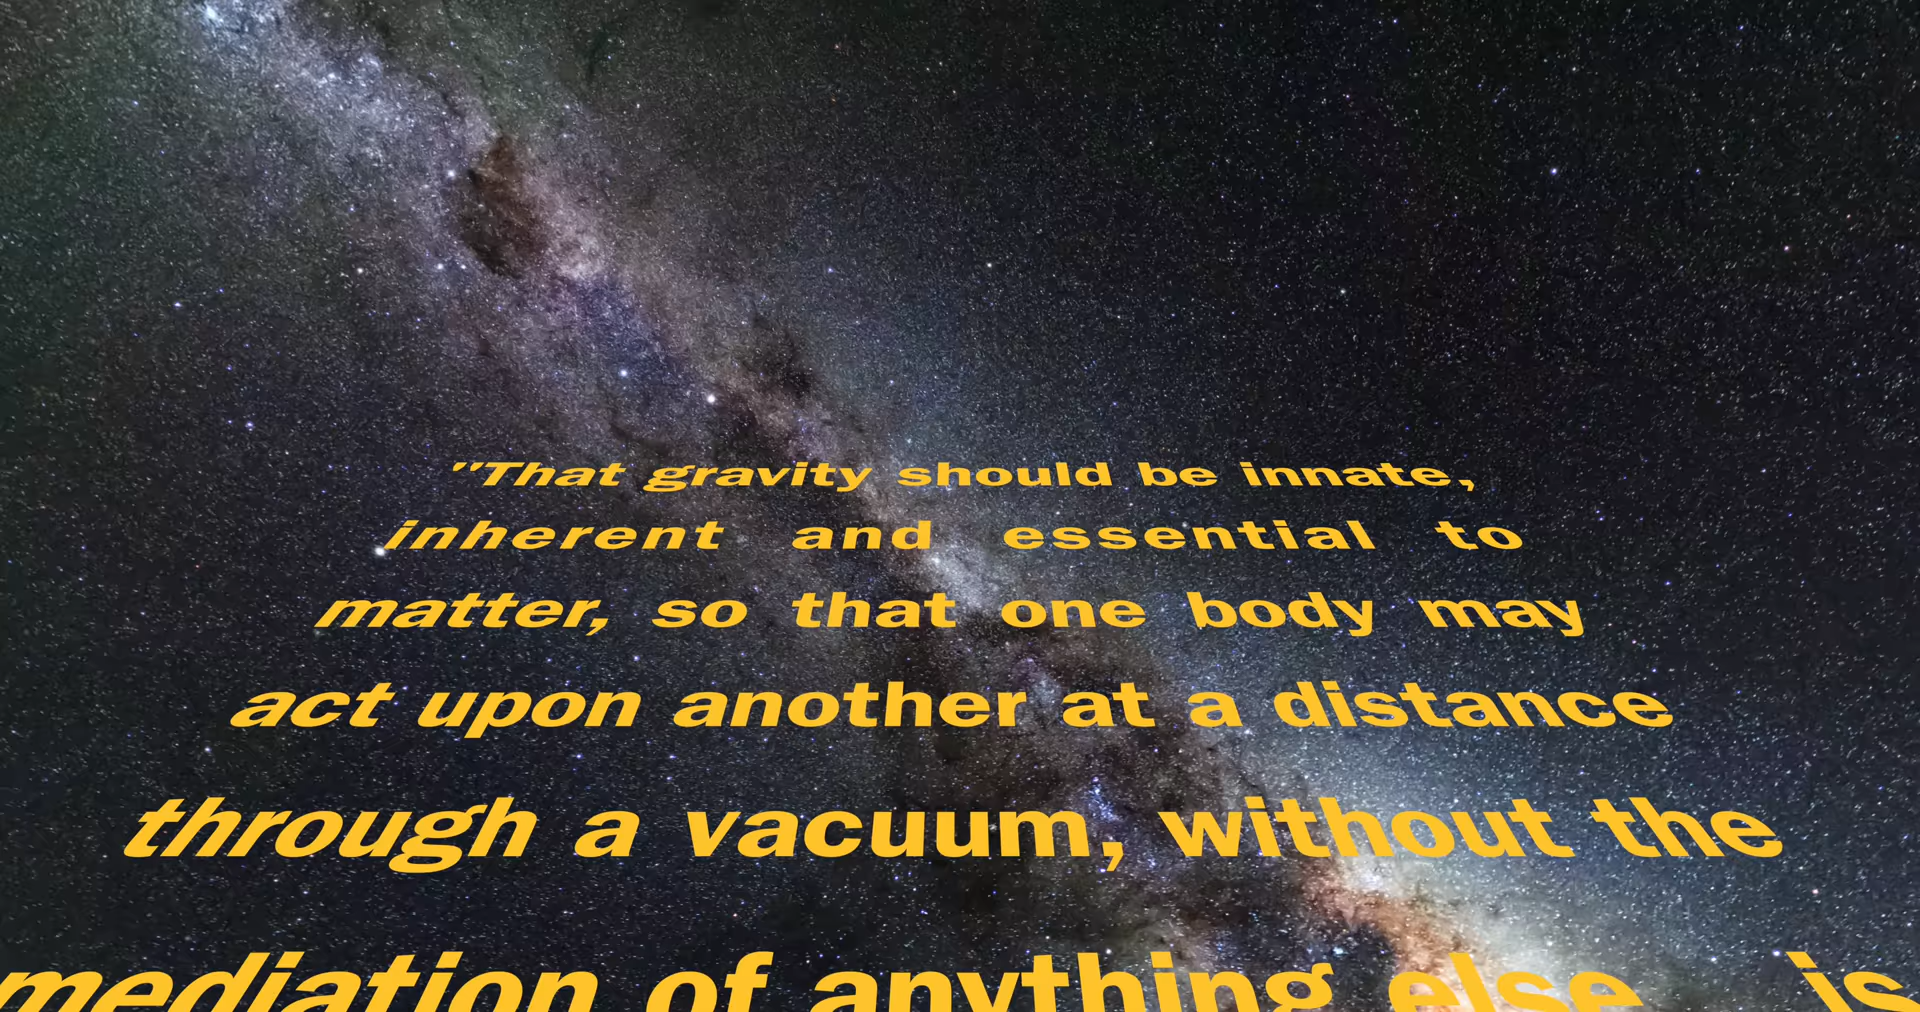 "That gravity should be innate,
inherent and essential to
matter, so that one body may
act upon another at a distance
through a vacuum, without the
mediation of anything else is